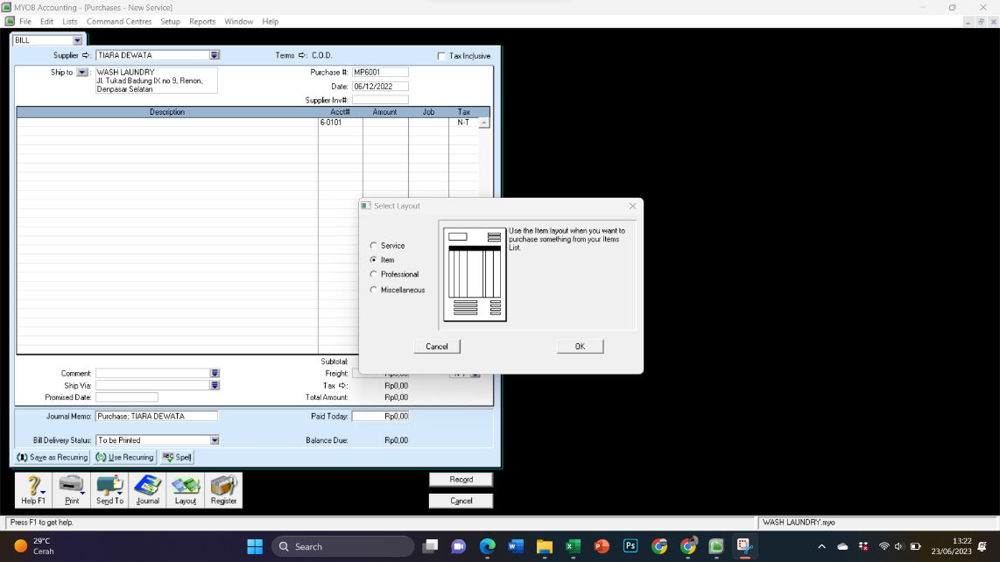 MYOB Accounting - [Purchases - New Service]
File Edit Lists Command Centres Setup Reports Window Help
BILL
Supplier : TIARA DEWATA
Terms : C.O.D.
Tax Inclusive
Ship to : WASH LAUNDRY
Jl. Tukad Badung IX no 9, Renon,
Denpasar Selatan
Purchase #: MP6001
Date: 06/12/2022
Supplier Inv#:
Description Acct# Amount Job Tax
6-0101 N-T
Select Layout
Service
Item
Professional
Miscellaneous
Use the Item layout when you want to
purchase something from your Items
List.
Cancel OK
Subtotal:
Comment: Freight: Rp0,00 N-T
Ship Via: Tax : Rp0,00
Promised Date: Total Amount: Rp0,00
Journal Memo: Purchase; TIARA DEWATA Paid Today: Rp0,00
Bill Delivery Status: To be Printed Balance Due: Rp0,00
Save as Recurring Use Recurring ABC Spell
Help F1 Print Send To Journal Layout Register
Record
Cancel
Press F1 to get help. WASH LAUNDRY.myo
29°C
Cerah
Search
13:22
23/06/2023